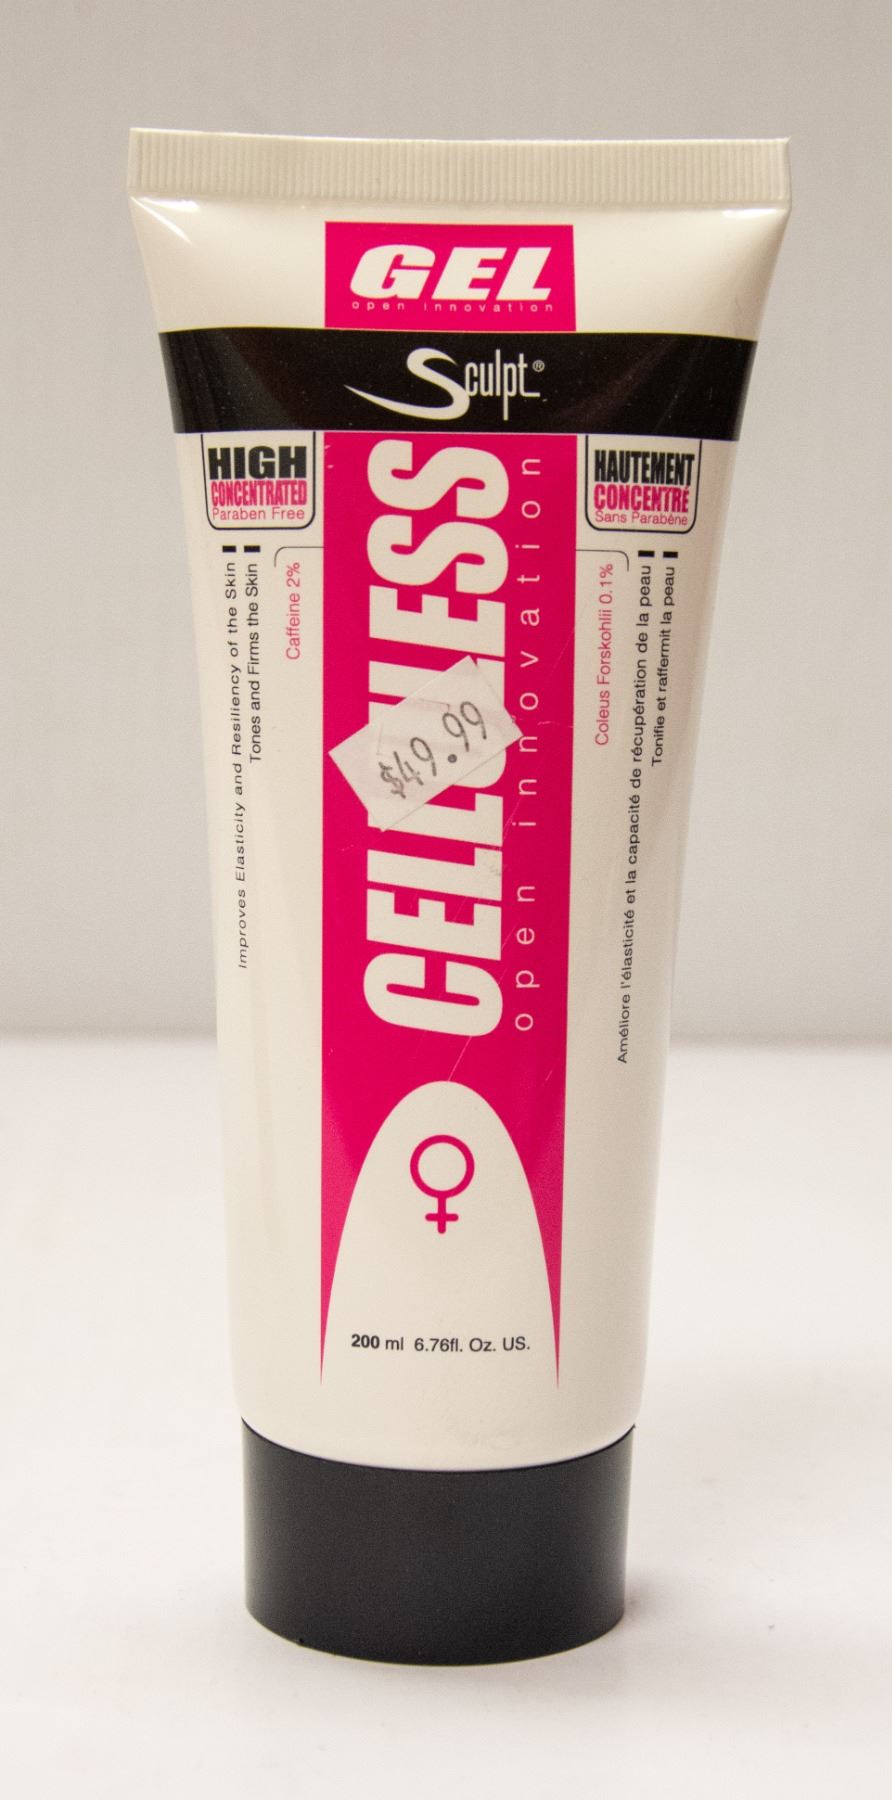 GEL
open innovation
Sculpt®
HIGH
CONCENTRATED
Paraben Free
HAUTEMENT
CONCENTRÉ
Sans Parabène
Improves Elasticity and Resiliency of the Skin
Tones and Firms the Skin
Caffeine 2%
CELLULESS
open innovation
$49.99
Coleus Forskohlii 0.1%
Améliore l'élasticité et la capacité de récupération de la peau
Tonifie et raffermit la peau
200 ml 6.76fl. Oz. US.